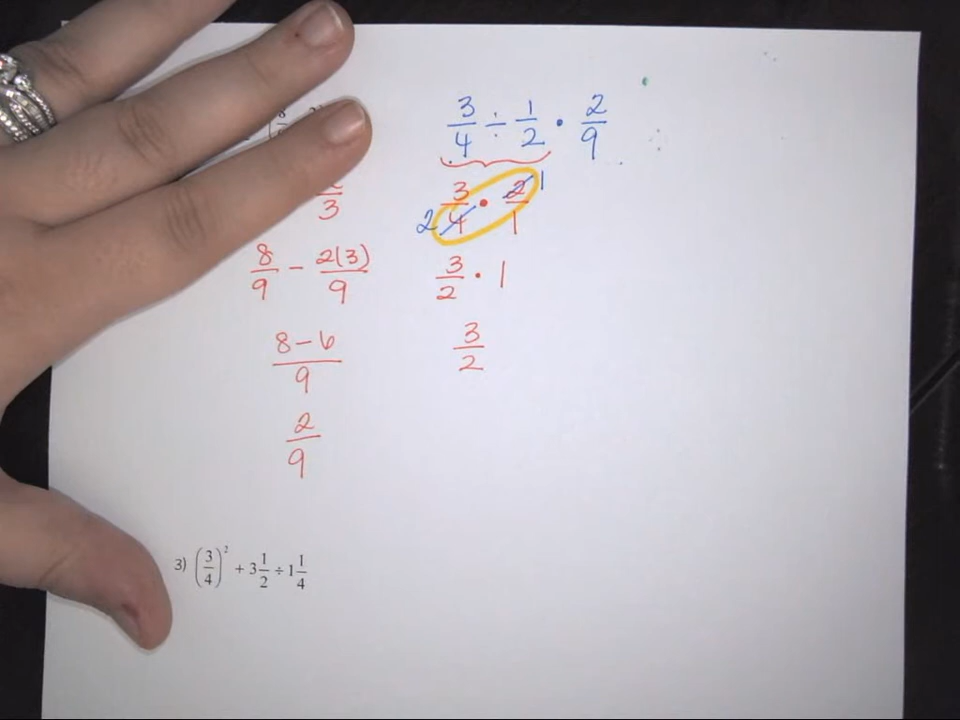 3/4 ÷ 1/2 • 2/9
3/4 • 2/1
2 1
3/2 • 1
3/2
3
8/9 − 2(3)/9
8 − 6/9
2/9
3) (3/4)² + 3 1/2 ÷ 1 1/4